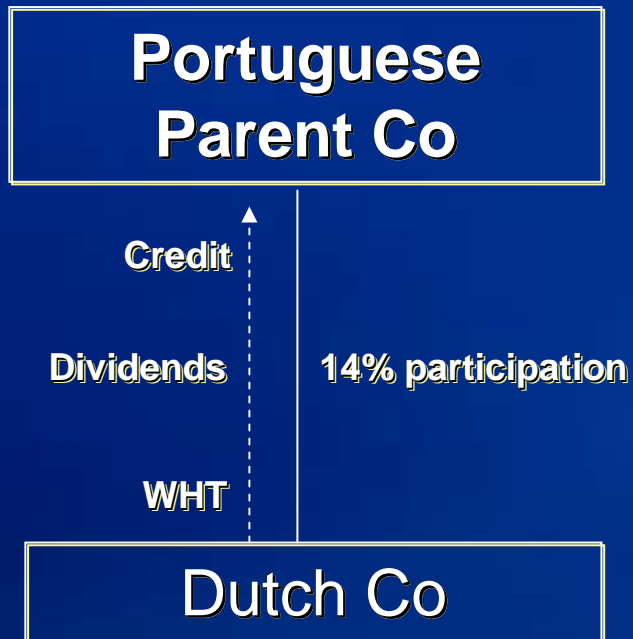 Portuguese
Parent Co
Credit
Dividends
14% participation
WHT
Dutch Co